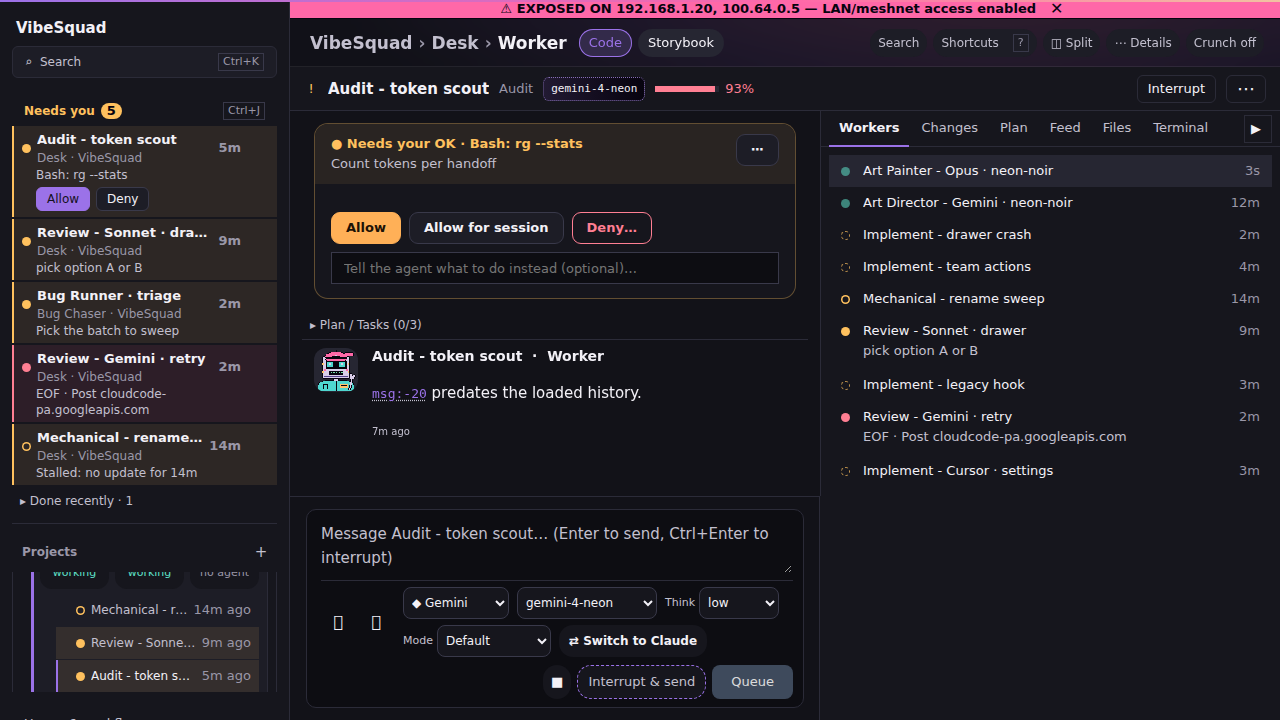 ⚠ EXPOSED ON 192.168.1.20, 100.64.0.5 — LAN/meshnet access enabled ✕
VibeSquad
Search Ctrl+K
Needs you 5 Ctrl+J
Audit - token scout 5m
Desk · VibeSquad
Bash: rg --stats
Allow Deny
Review - Sonnet · dra… 9m
Desk · VibeSquad
pick option A or B
Bug Runner · triage 2m
Bug Chaser · VibeSquad
Pick the batch to sweep
Review - Gemini · retry 2m
Desk · VibeSquad
EOF · Post cloudcode-
pa.googleapis.com
Mechanical - rename… 14m
Desk · VibeSquad
Stalled: no update for 14m
▸ Done recently · 1
Projects +
working working no agent
Mechanical - r… 14m ago
Review - Sonne… 9m ago
Audit - token s… 5m ago
VibeSquad › Desk › Worker Code Storybook
Search Shortcuts ? ◫ Split ⋯ Details Crunch off
! Audit - token scout Audit gemini-4-neon 93% Interrupt ⋯
● Needs your OK · Bash: rg --stats ⋯
Count tokens per handoff
Allow Allow for session Deny…
Tell the agent what to do instead (optional)…
▸ Plan / Tasks (0/3)
Audit - token scout · Worker
msg:-20 predates the loaded history.
7m ago
Message Audit - token scout… (Enter to send, Ctrl+Enter to
interrupt)
◆ Gemini gemini-4-neon Think low
Mode Default ⇄ Switch to Claude
■ Interrupt & send Queue
Workers Changes Plan Feed Files Terminal ▶
Art Painter - Opus · neon-noir 3s
Art Director - Gemini · neon-noir 12m
Implement - drawer crash 2m
Implement - team actions 4m
Mechanical - rename sweep 14m
Review - Sonnet · drawer 9m
pick option A or B
Implement - legacy hook 3m
Review - Gemini · retry 2m
EOF · Post cloudcode-pa.googleapis.com
Implement - Cursor · settings 3m